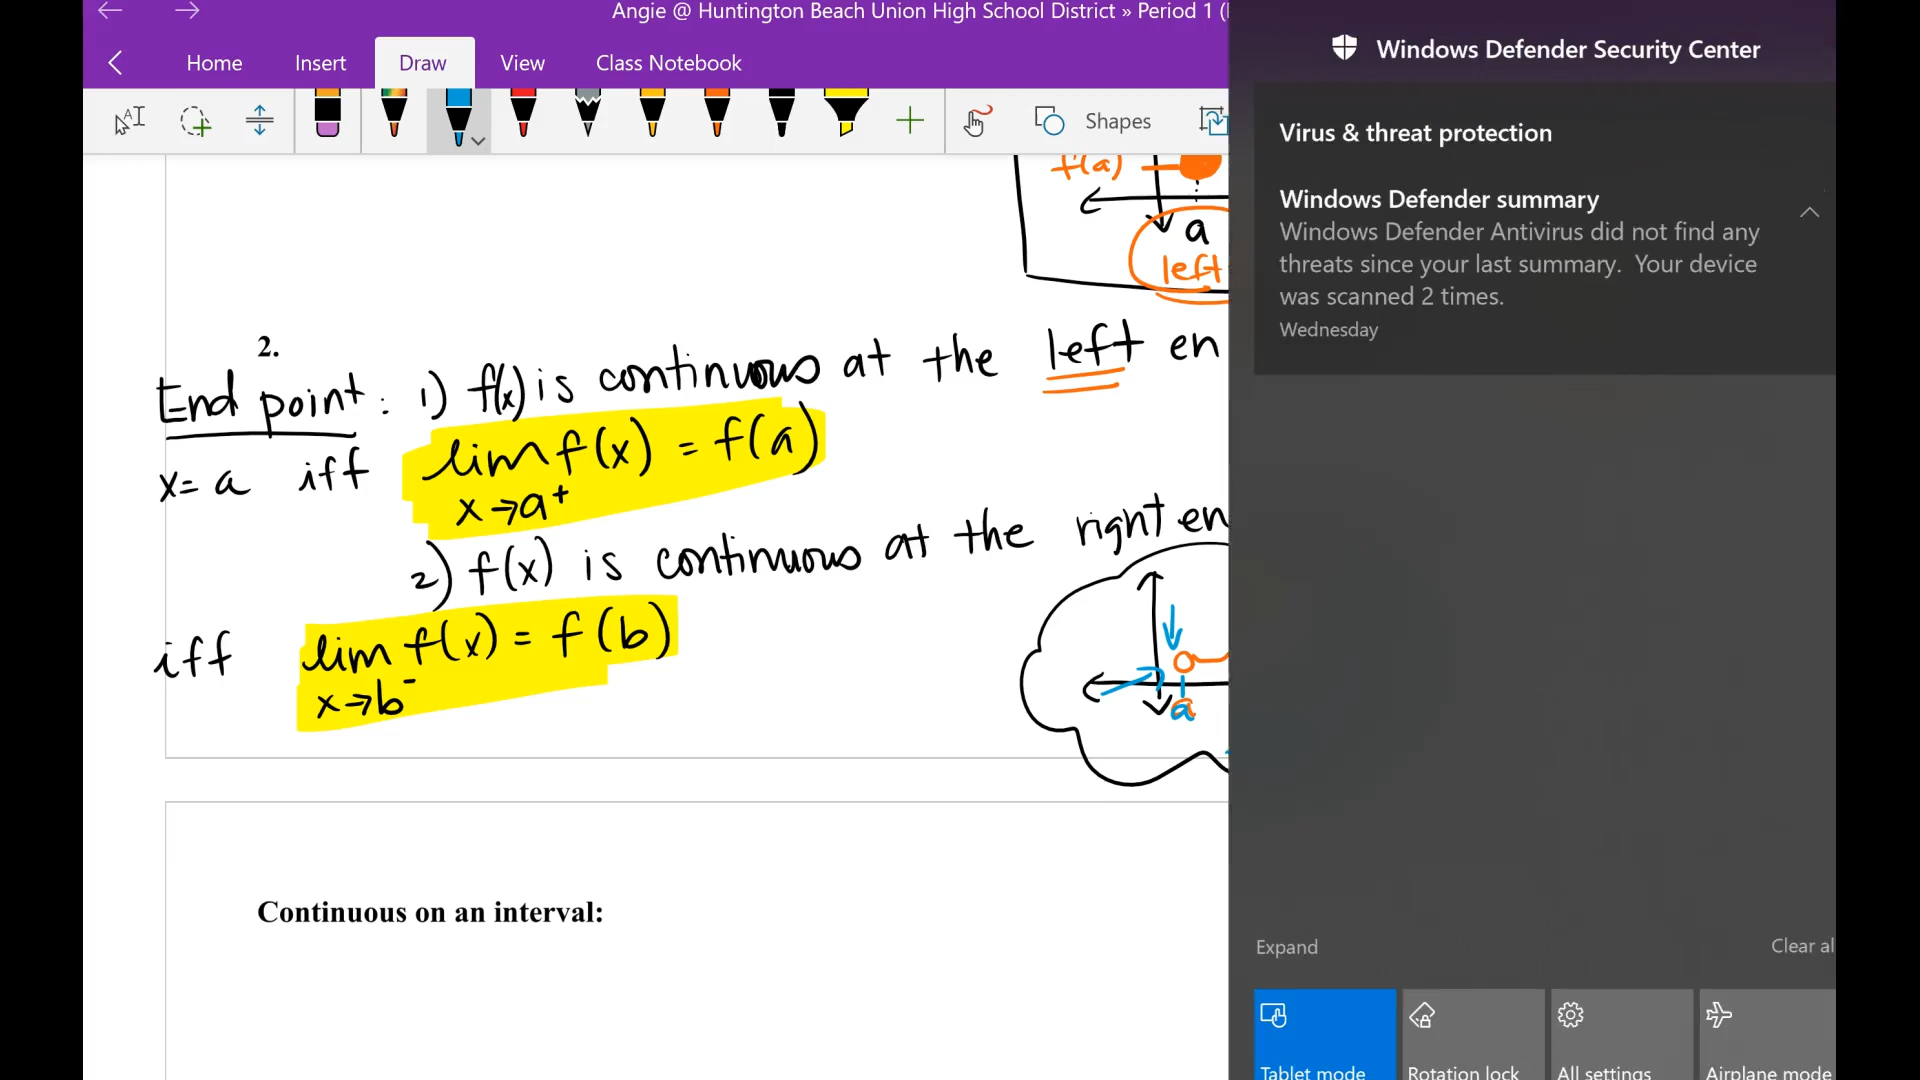 Angie @ Huntington Beach Union High School District » Period 1 (
Home Insert Draw View Class Notebook
Shapes
f(a)
a
left
2.
End point: 1) f(x) is continuous at the left en
x = a iff lim f(x) = f(a)
x→a⁺
2) f(x) is continuous at the right en
iff lim f(x) = f(b)
x→b⁻
a
Continuous on an interval:
Windows Defender Security Center
Virus & threat protection
Windows Defender summary
Windows Defender Antivirus did not find any
threats since your last summary. Your device
was scanned 2 times.
Wednesday
Expand Clear al
Tablet mode Rotation lock All settings Airplane mode